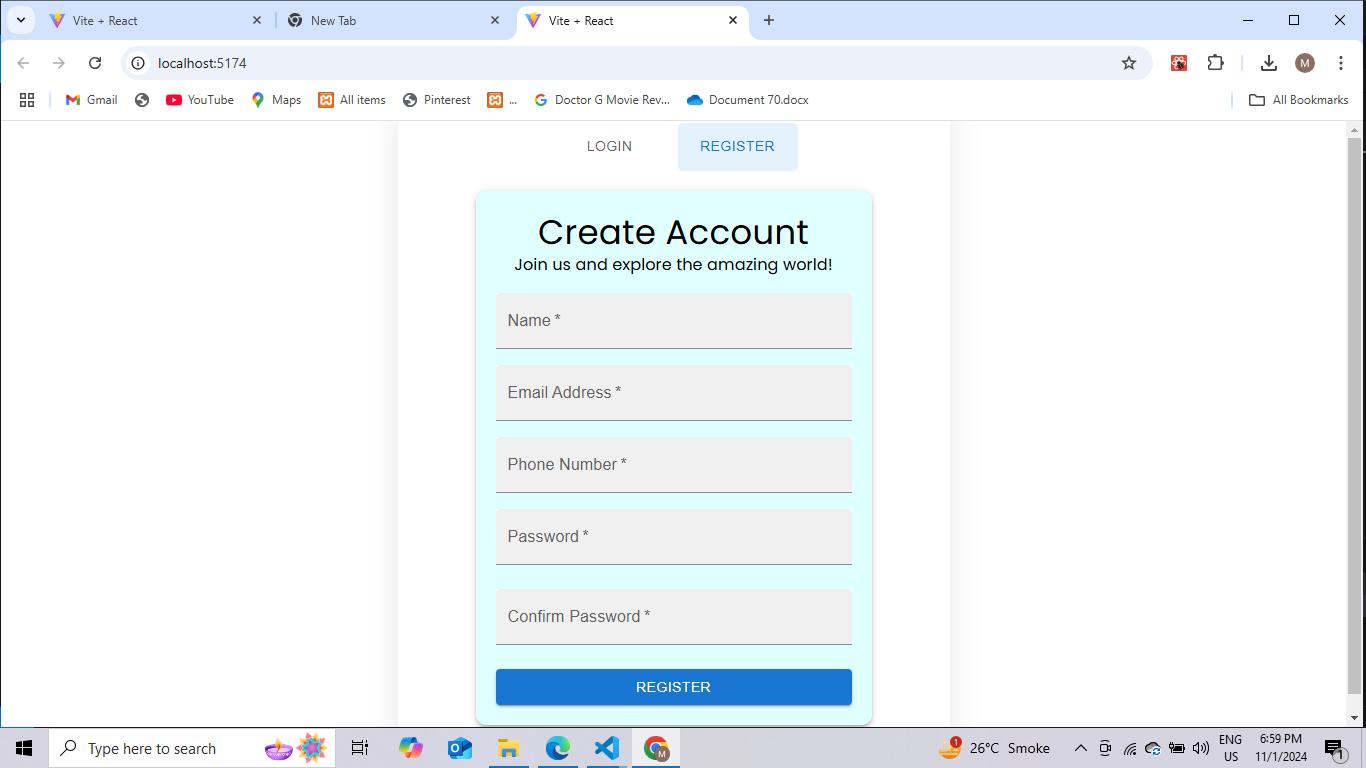 Vite + React
New Tab
Vite + React
localhost:5174
M
Gmail
YouTube
Maps
All items
Pinterest
...
Doctor G Movie Rev...
Document 70.docx
All Bookmarks
LOGIN
REGISTER
Create Account
Join us and explore the amazing world!
Name *
Email Address *
Phone Number *
Password *
Confirm Password *
REGISTER
Type here to search
M
1
26°C Smoke
ENG
US
6:59 PM
11/1/2024
1